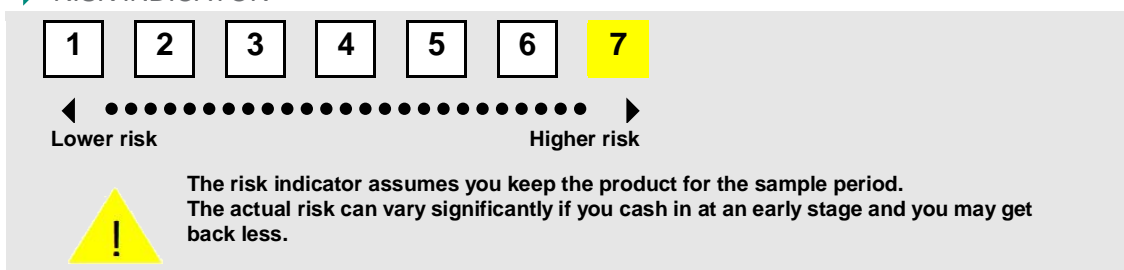 1 2 3 4 5 6 7
Lower risk Higher risk
!
The risk indicator assumes you keep the product for the sample period.
The actual risk can vary significantly if you cash in at an early stage and you may get
back less.